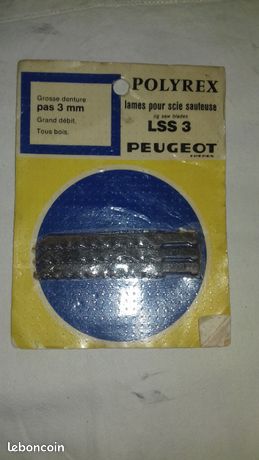 POLYREX
Grosse denture
pas 3 mm
Grand débit.
Tous bois.
lames pour scie sauteuse
jig saw blades
LSS 3
PEUGEOT
FRERES
leboncoin